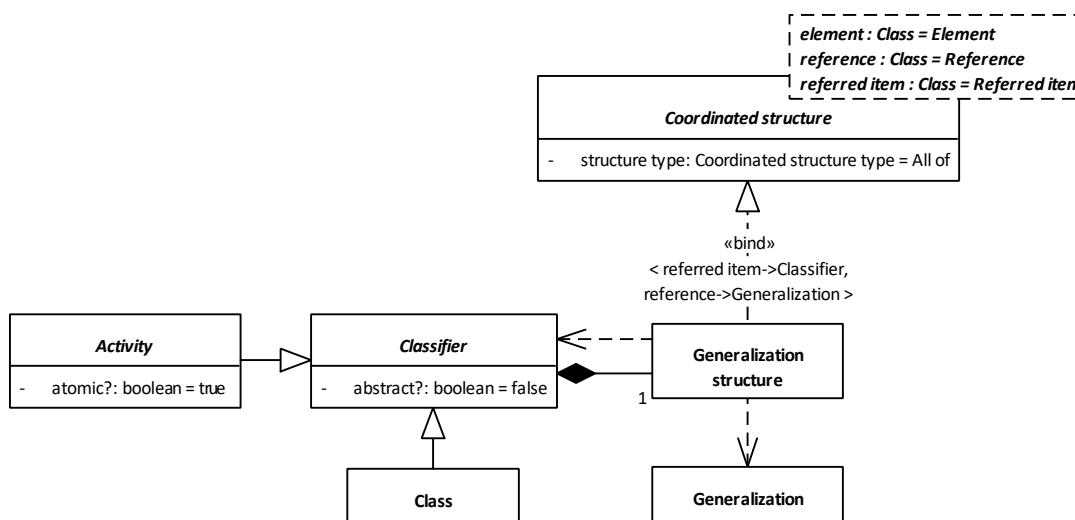 element : Class = Element
reference : Class = Reference
referred item : Class = Referred item
Coordinated structure
- structure type: Coordinated structure type = All of
«bind»
< referred item->Classifier,
reference->Generalization >
Activity
- atomic?: boolean = true
Classifier
- abstract?: boolean = false
Generalization
structure
1
Class
Generalization